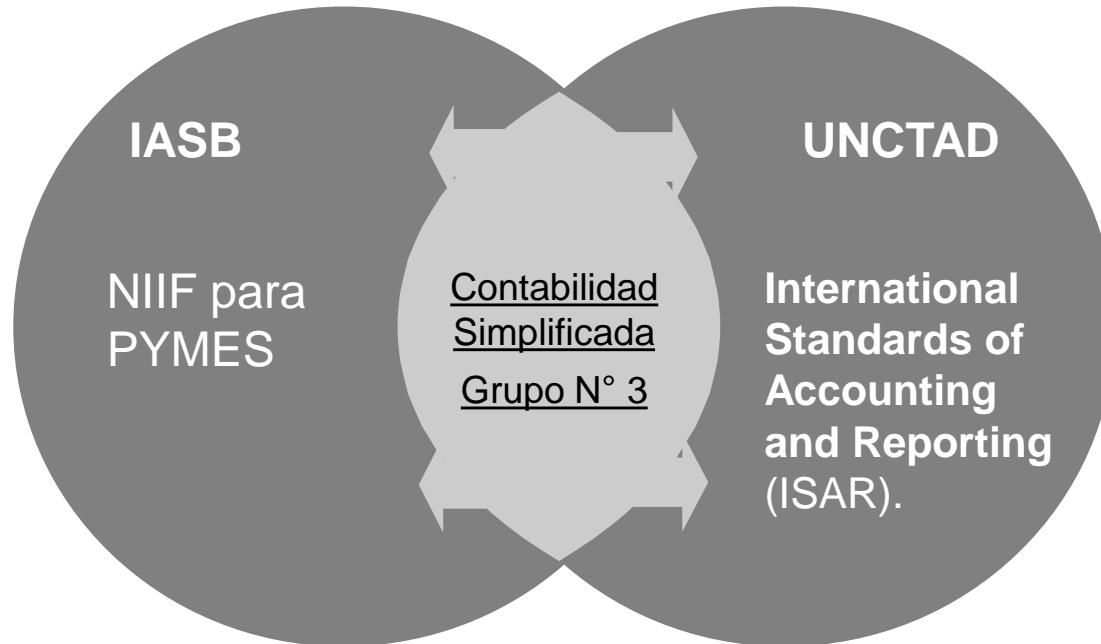 IASB
NIIF para
PYMES
Contabilidad
Simplificada
Grupo N° 3
UNCTAD
International
Standards of
Accounting
and Reporting
(ISAR).